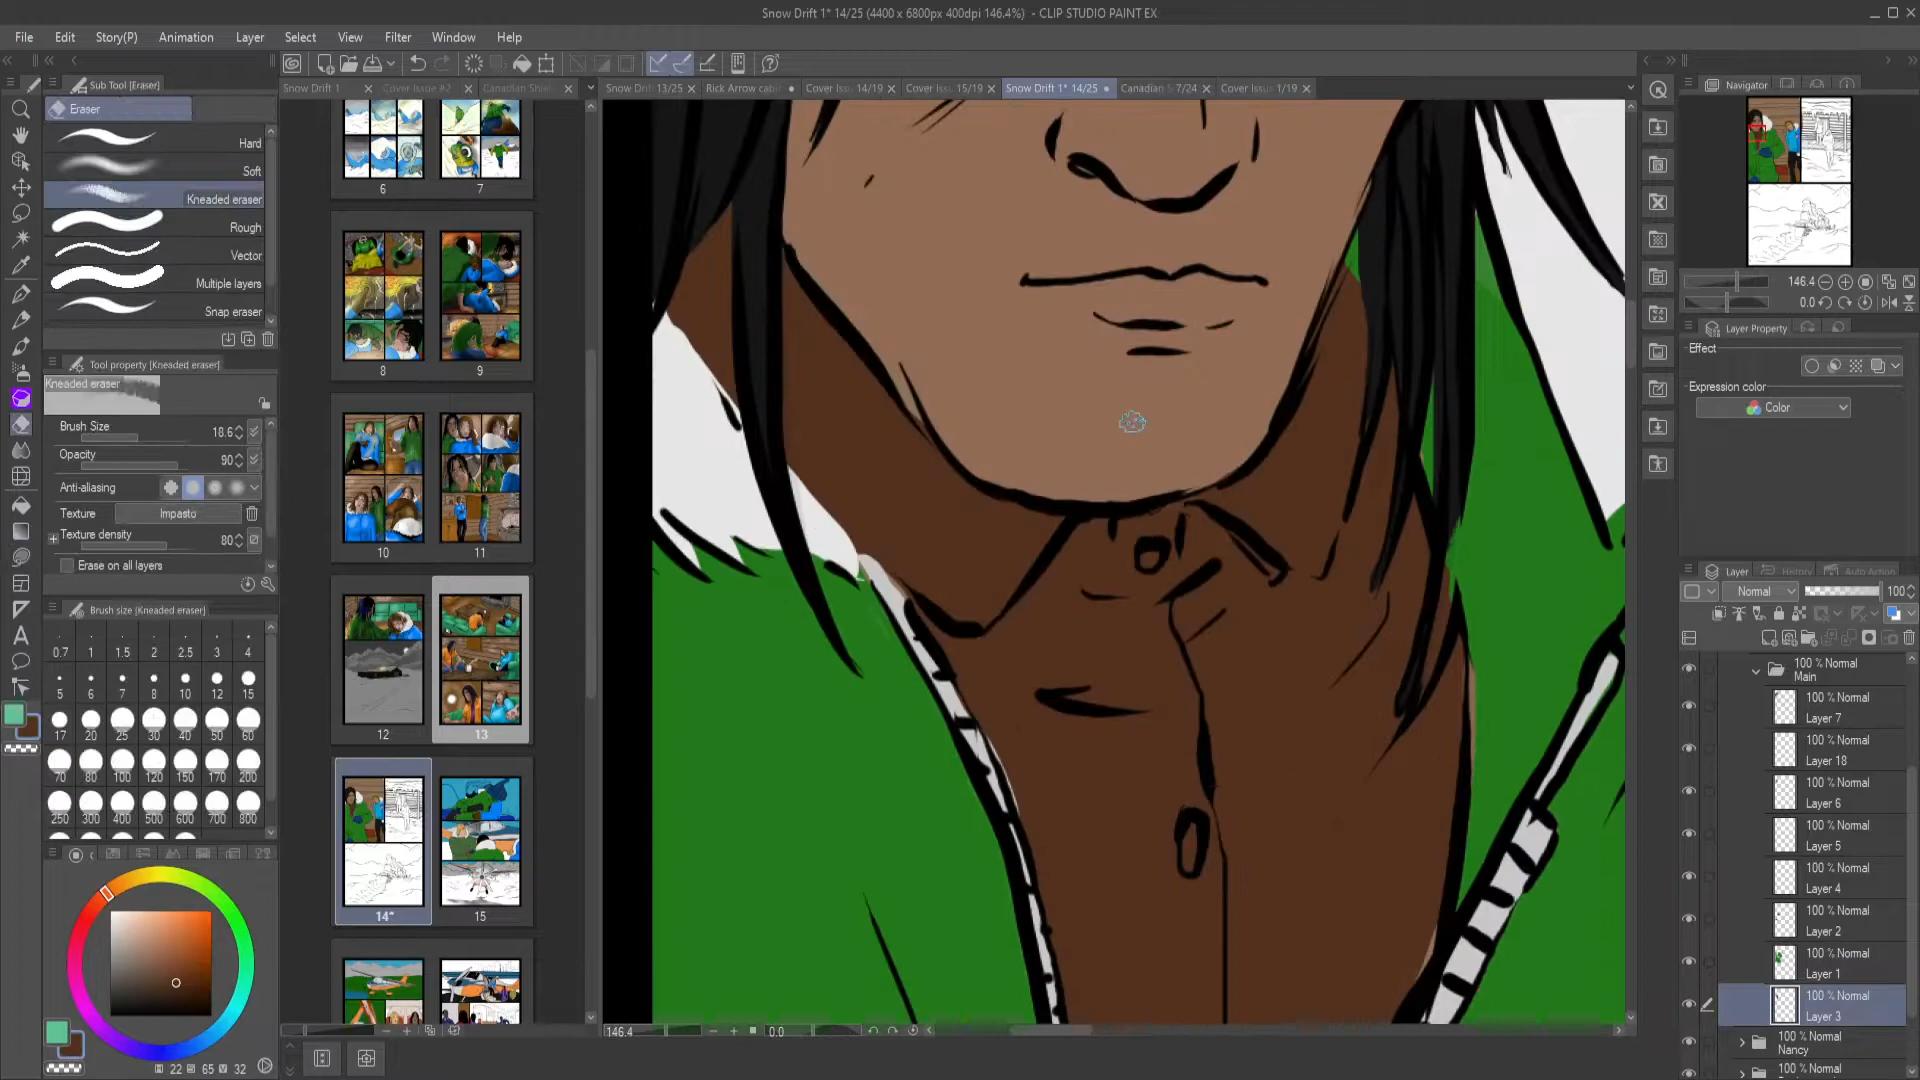 Snow Drift 1* 14/25 (4400 x 6800px 400dpi 146.4%) - CLIP STUDIO PAINT EX
File Edit Story(P) Animation Layer Select View Filter Window Help
Sub Tool [Eraser]
Eraser
Hard
Soft
Kneaded eraser
Rough
Vector
Multiple layers
Snap eraser
Tool property [Kneaded eraser]
Kneaded eraser
Brush Size 18.6
Opacity 90
Anti-aliasing
Texture Impasto
Texture density 80
Erase on all layers
Brush size [Kneaded eraser]
0.7 1 1.5 2 2.5 3 4
5 6 7 8 10 12 15
17 20 25 30 40 50 60
70 80 100 120 150 170 200
250 300 400 500 600 700 800
22 65 32
Snow Drift 1 Cover Issue #2 Canadian Shie
6 7
8 9
10 11
12 13
14* 15
Snow Drift 13/25 Rick Arrow cabi Cover Issu. 14/19 Cover Issu. 15/19 Snow Drift 1* 14/25 Canadian S 7/24 Cover Issu 1/19
146.4 0.0
Navigator
146.4
0.0
Layer Property
Effect
Expression color
Color
Layer History Auto Action
Normal 100
100 % Normal
Main
100 % Normal
Layer 7
100 % Normal
Layer 18
100 % Normal
Layer 6
100 % Normal
Layer 5
100 % Normal
Layer 4
100 % Normal
Layer 2
100 % Normal
Layer 1
100 % Normal
Layer 3
100 % Normal
Nancy
100 % Normal